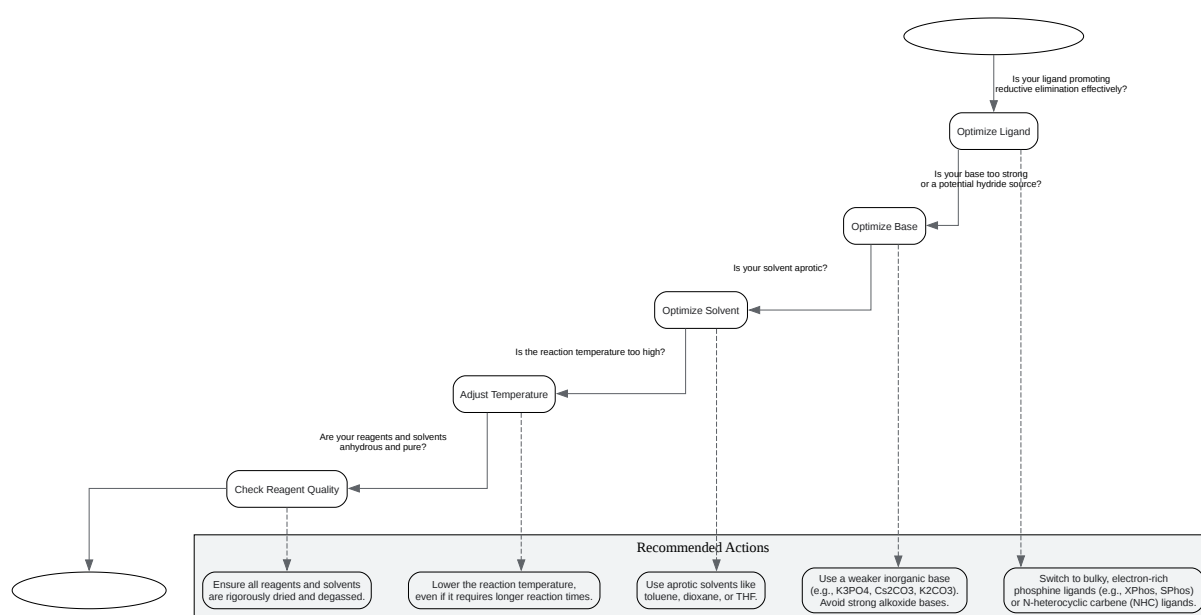 Is your ligand promoting
reductive elimination effectively?
Optimize Ligand
Is your base too strong
or a potential hydride source?
Optimize Base
Is your solvent aprotic?
Optimize Solvent
Is the reaction temperature too high?
Adjust Temperature
Are your reagents and solvents
anhydrous and pure?
Check Reagent Quality
Recommended Actions
Ensure all reagents and solvents
are rigorously dried and degassed.
Lower the reaction temperature,
even if it requires longer reaction times.
Use aprotic solvents like
toluene, dioxane, or THF.
Use a weaker inorganic base
(e.g., K3PO4, Cs2CO3, K2CO3).
Avoid strong alkoxide bases.
Switch to bulky, electron-rich
phosphine ligands (e.g., XPhos, SPhos)
or N-heterocyclic carbene (NHC) ligands.